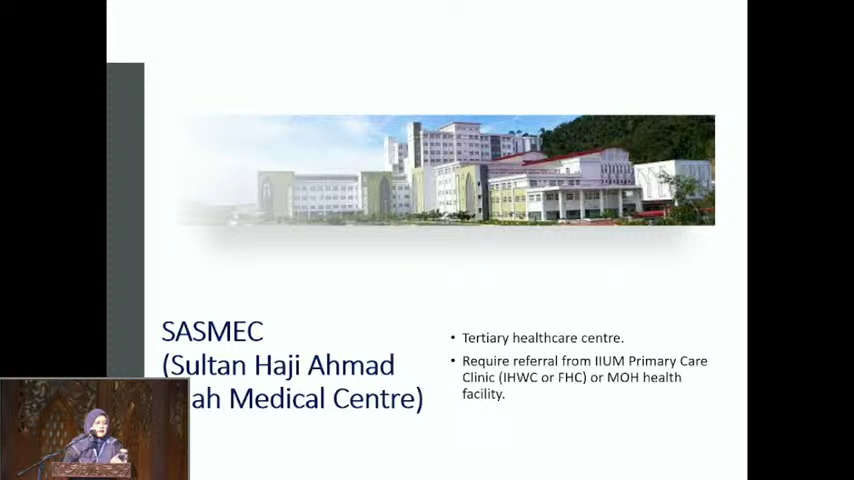 SASMEC
(Sultan Haji Ahmad
ah Medical Centre)
• Tertiary healthcare centre.
• Require referral from IIUM Primary Care
Clinic (IHWC or FHC) or MOH health
facility.